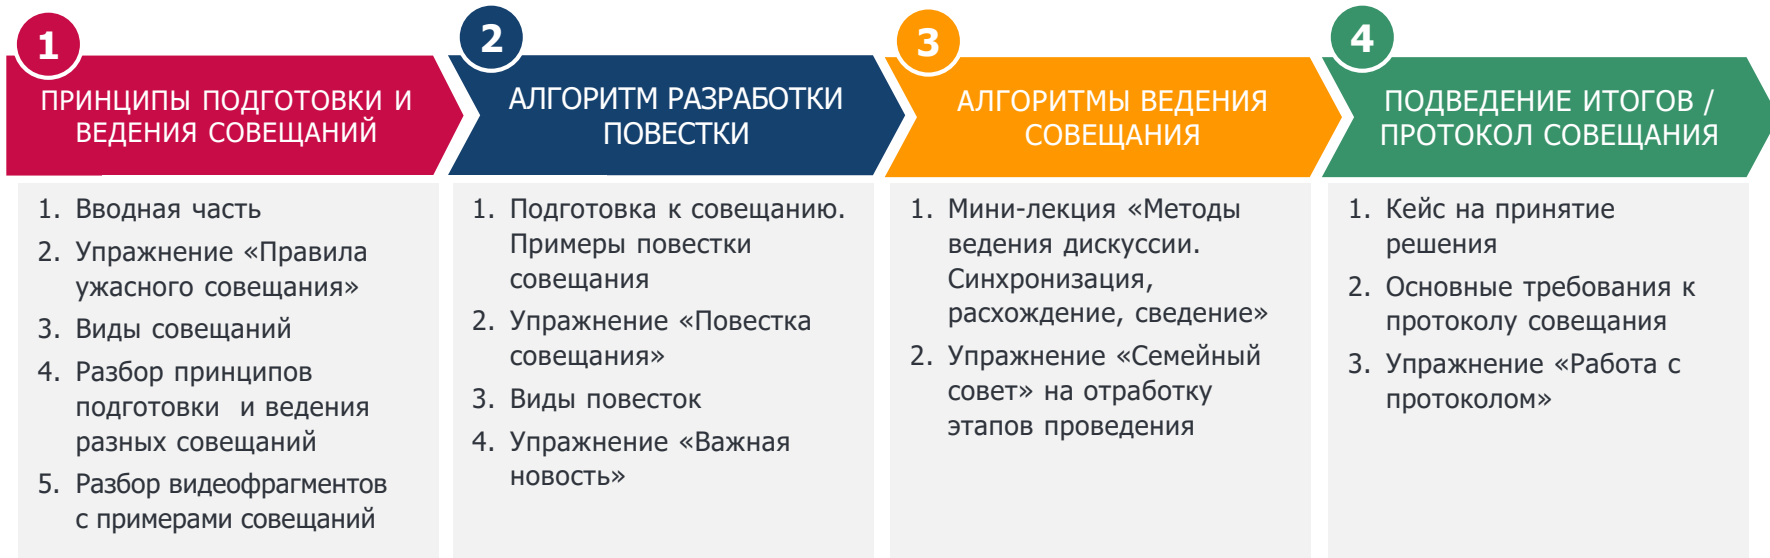 1
ПРИНЦИПЫ ПОДГОТОВКИ И
ВЕДЕНИЯ СОВЕЩАНИЙ
1. Вводная часть
2. Упражнение «Правила
ужасного совещания»
3. Виды совещаний
4. Разбор принципов
подготовки и ведения
разных совещаний
5. Разбор видеофрагментов
с примерами совещаний
2
АЛГОРИТМ РАЗРАБОТКИ
ПОВЕСТКИ
1. Подготовка к совещанию.
Примеры повестки
совещания
2. Упражнение «Повестка
совещания»
3. Виды повесток
4. Упражнение «Важная
новость»
3
АЛГОРИТМЫ ВЕДЕНИЯ
СОВЕЩАНИЯ
1. Мини-лекция «Методы
ведения дискуссии.
Синхронизация,
расхождение, сведение»
2. Упражнение «Семейный
совет» на отработку
этапов проведения
4
ПОДВЕДЕНИЕ ИТОГОВ /
ПРОТОКОЛ СОВЕЩАНИЯ
1. Кейс на принятие
решения
2. Основные требования к
протоколу совещания
3. Упражнение «Работа с
протоколом»